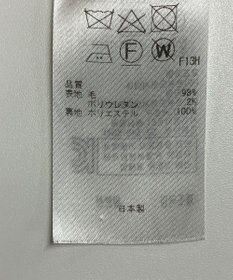 F
W
F13H
品質
表地 毛 98%
ポリウレタン 2%
裏地 ポリエステル 100%
日本製